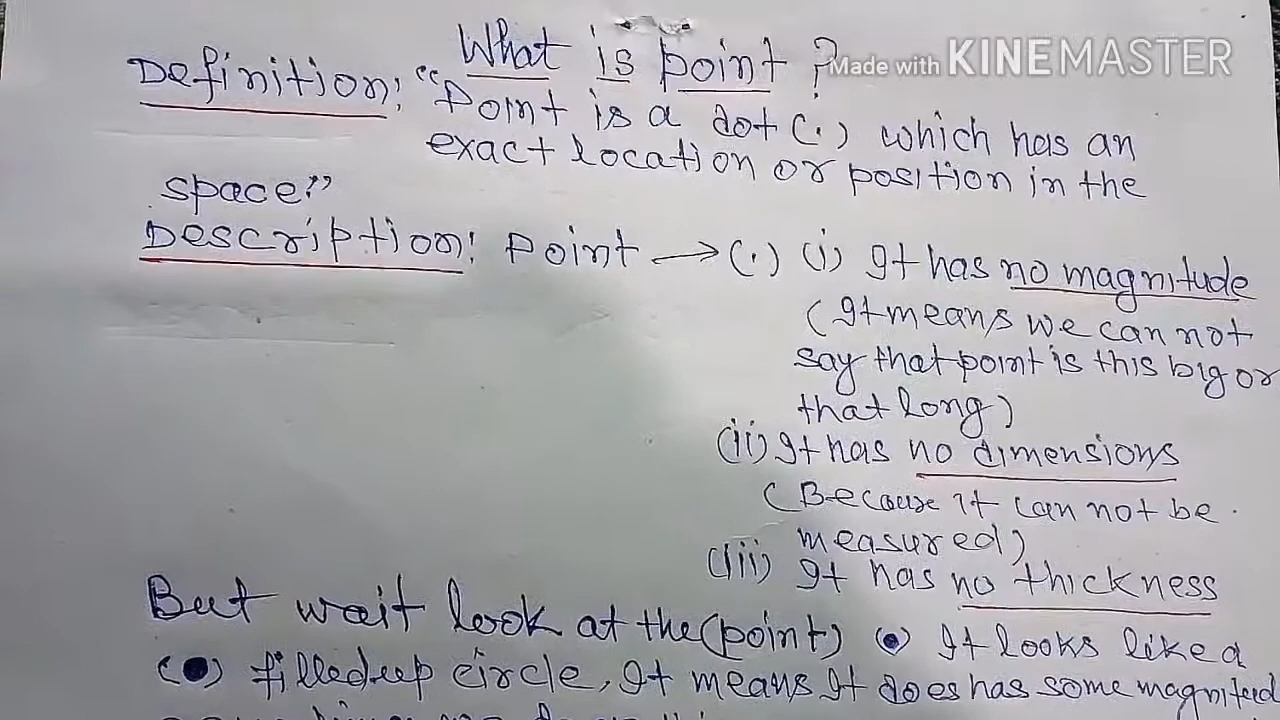 What is point ?
Made with KINEMASTER
Definition: "Point is a dot (.) which has an
exact location or position in the
space."
Description: Point → (.) (i) It has no magnitude
(It means we can not
say that point is this big or
that long)
(ii) It has no dimensions
(Because it can not be
measured)
(iii) It has no thickness
But wait look at the (point) (•) It looks like a
(●) filledup circle, It means It does has some